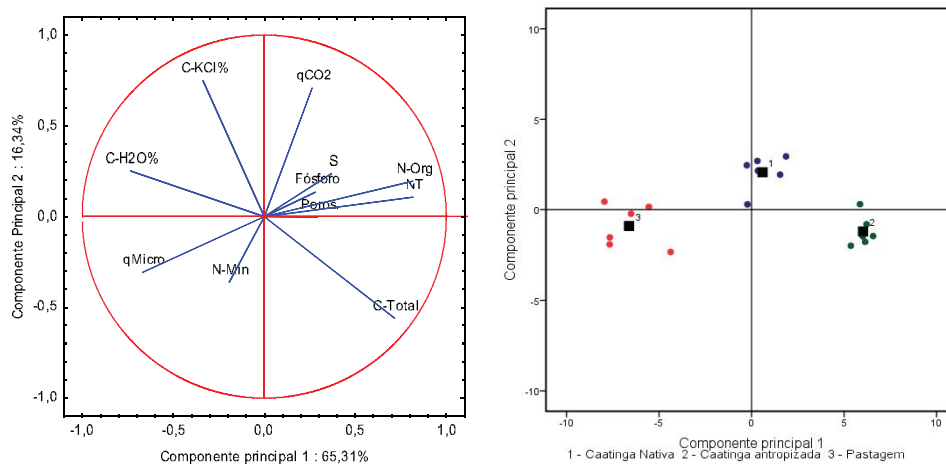 1,0
0,5
0,0
-0,5
-1,0
Componente Principal 2 : 16,34%
C-KCl%
qCO2
C-H2O%
S
Fósforo
N-Org
NT
Poros.
qMicro
N-Min
C-Total
-1,0 -0,5 0,0 0,5 1,0
Componente principal 1 : 65,31%
10
5
0
-5
-10
Componente principal 2
1
2
3
-10 -5 0 5 10
Componente principal 1
1 - Caatinga Nativa 2 - Caatinga antropizada 3 - Pastagem